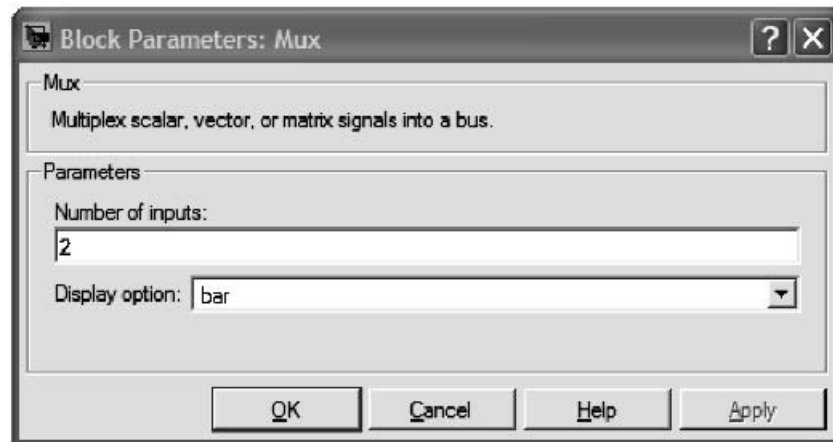 Block Parameters: Mux
Mux
Multiplex scalar, vector, or matrix signals into a bus.
Parameters
Number of inputs:
2
Display option: bar
OK Cancel Help Apply